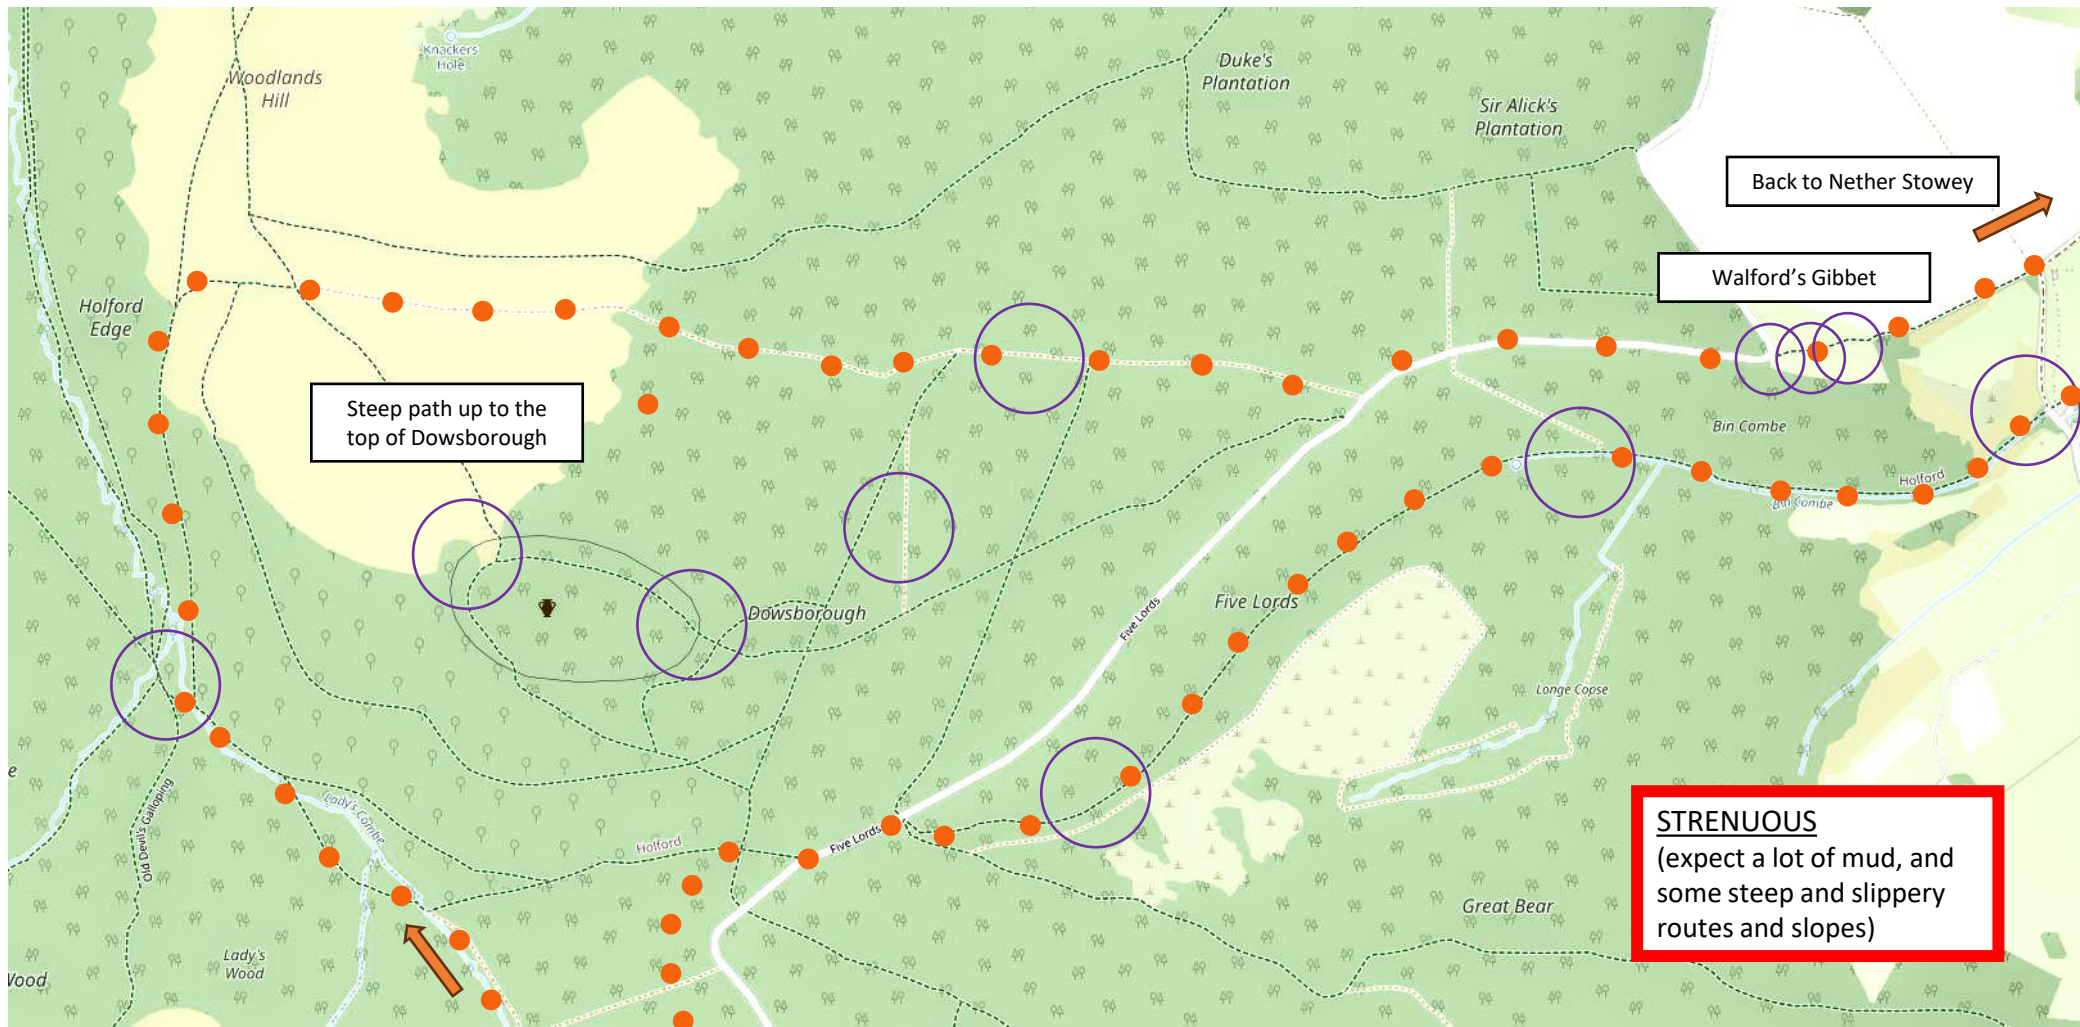 Knackers
Hole
Woodlands
Hill
Duke's
Plantation
Sir Alick's
Plantation
Back to Nether Stowey
Walford's Gibbet
Holford
Edge
Steep path up to the
top of Dowsborough
Bin Combe
Holford
Bin Combe
Dowsborough
Five Lords
Five Lords
Longe Copse
e
Old Devil's Galloping
Lady's Combe
Holford
Five Lords
STRENUOUS
(expect a lot of mud, and
some steep and slippery
routes and slopes)
Great Bear
Lady's
Wood
Wood